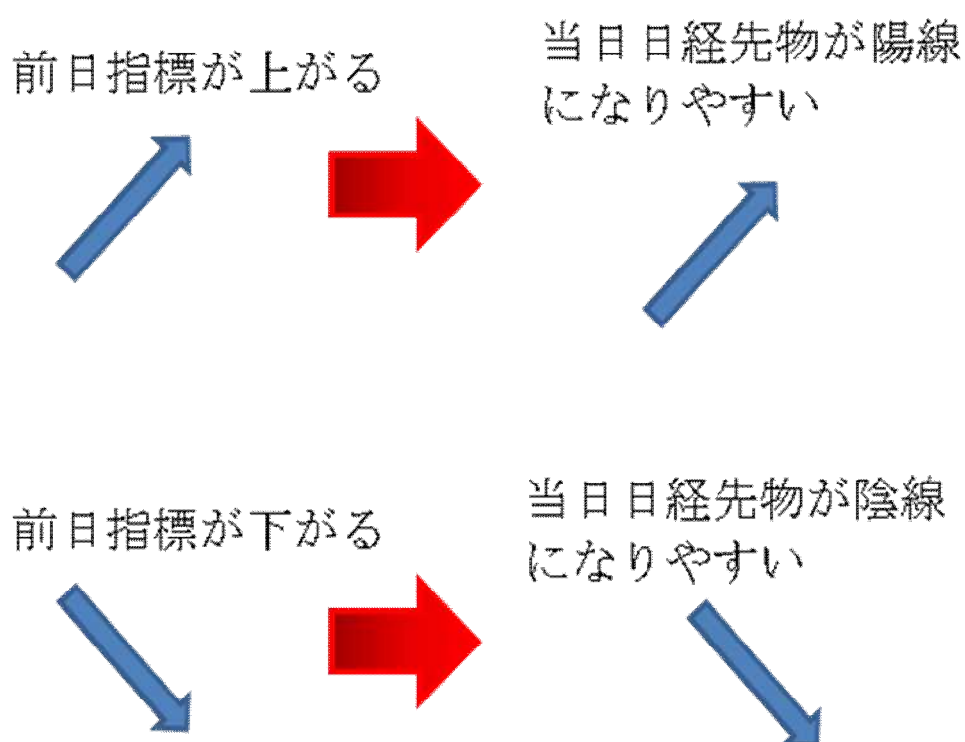 前日指標が上がる
当日日経先物が陽線
になりやすい
前日指標が下がる
当日日経先物が陰線
になりやすい